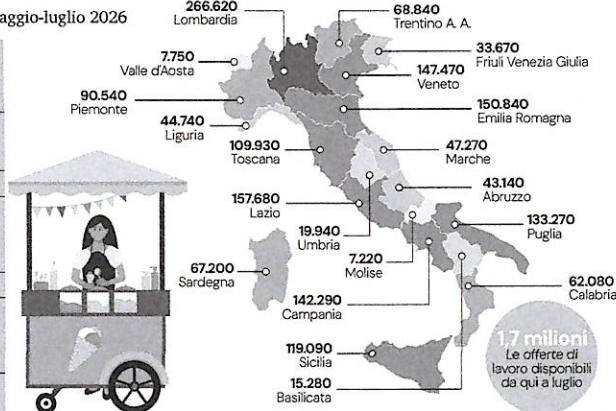 aggio-luglio 2026
266.620
Lombardia
68.840
Trentino A. A.
7.750
Valle d'Aosta
33.670
Friuli Venezia Giulia
147.470
Veneto
90.540
Piemonte
150.840
Emilia Romagna
44.740
Liguria
109.930
Toscana
47.270
Marche
43.140
Abruzzo
157.680
Lazio
133.270
Puglia
19.940
Umbria
7.220
Molise
67.200
Sardegna
62.080
Calabria
142.290
Campania
119.090
Sicilia
15.280
Basilicata
1,7 milioni
Le offerte di
lavoro disponibili
da qui a luglio